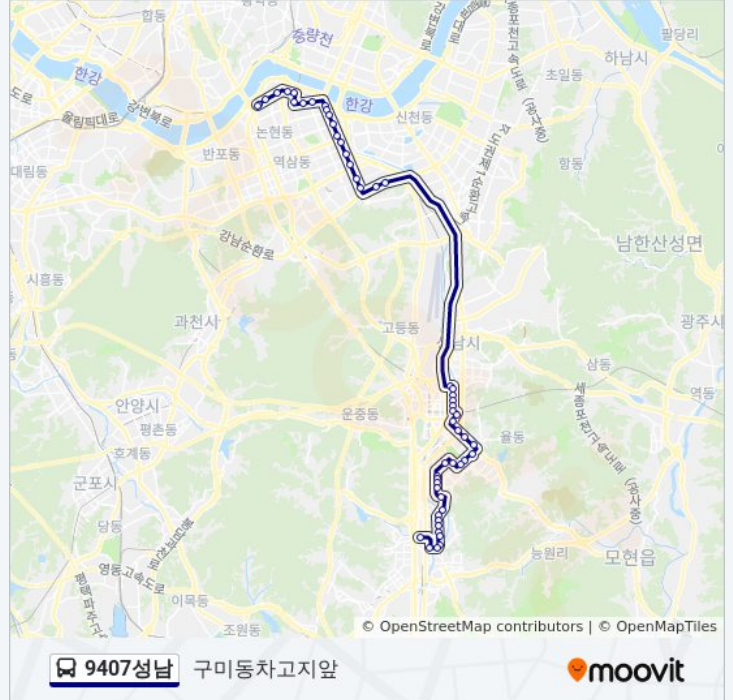 합동
중랑천
강변북로
팔당리
하남시
한강
초일동
도로
올림픽대로
강변북로
한강
신천동
논현동
반포동
역삼동
대림동
항동
강남순환로
남한산성면
시흥동
과천시
고등동
광주시
삼동
역동
안양시
운중동
평촌동
율동
호계동
군포시
당동
능원리
모현읍
영동고속도로
이목동
조원동
© OpenStreetMap contributors | © OpenMapTiles
9407성남 구미동차고지앞
moovit